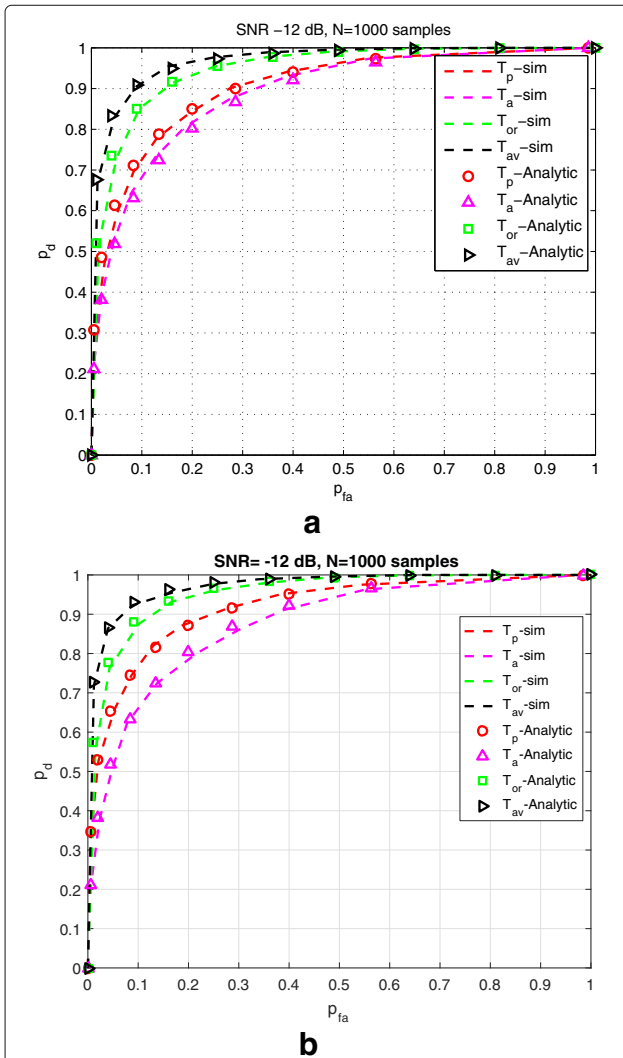 SNR −12 dB, N=1000 samples
1
0.9
0.8
0.7
0.6
0.5
0.4
0.3
0.2
0.1
0
p_d
T_p−sim
T_a−sim
T_or−sim
T_av−sim
T_p−Analytic
T_a−Analytic
T_or−Analytic
T_av−Analytic
0 0.1 0.2 0.3 0.4 0.5 0.6 0.7 0.8 0.9 1
p_fa
a
SNR= -12 dB, N=1000 samples
1
0.9
0.8
0.7
0.6
0.5
0.4
0.3
0.2
0.1
0
p_d
T_p-sim
T_a-sim
T_or-sim
T_av-sim
T_p-Analytic
T_a-Analytic
T_or-Analytic
T_av-Analytic
0 0.1 0.2 0.3 0.4 0.5 0.6 0.7 0.8 0.9 1
p_fa
b